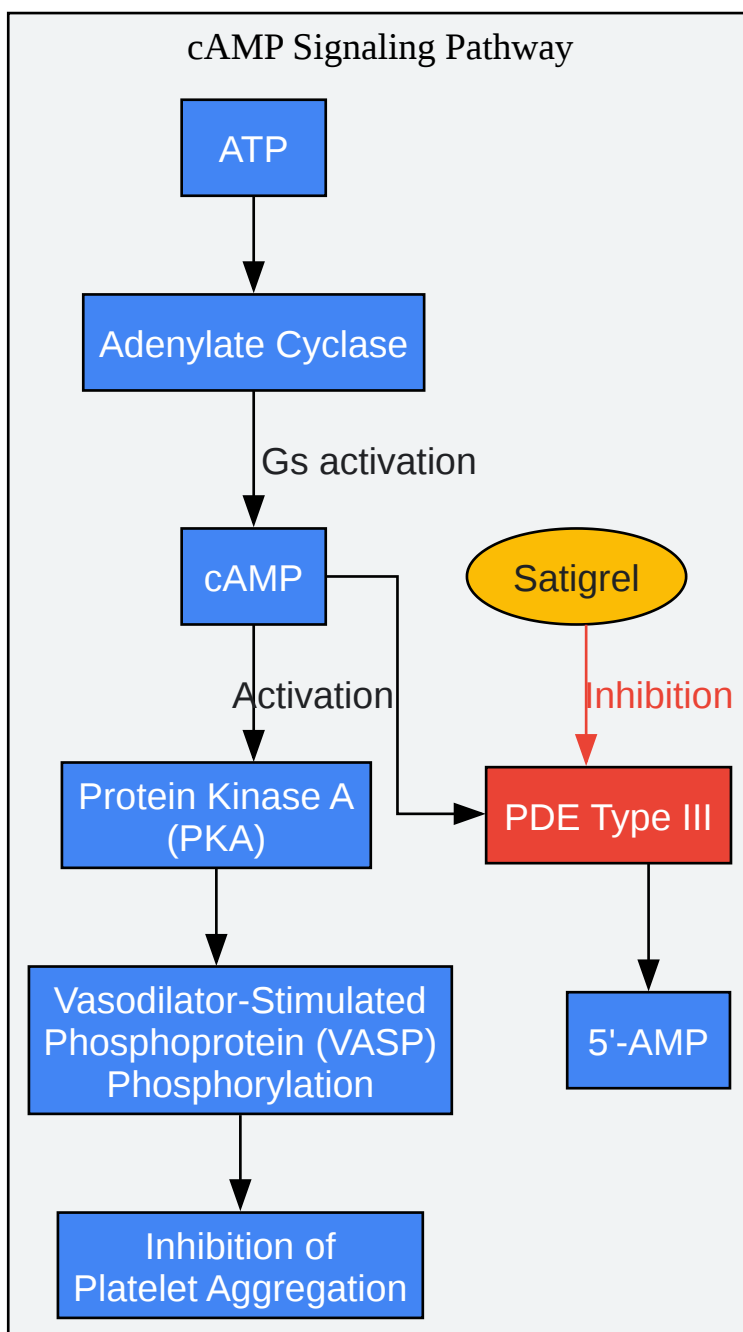 cAMP Signaling Pathway
ATP
Adenylate Cyclase
Gs activation
cAMP
Satigrel
Activation
Inhibition
Protein Kinase A
(PKA)
PDE Type III
Vasodilator-Stimulated
Phosphoprotein (VASP)
Phosphorylation
5'-AMP
Inhibition of
Platelet Aggregation